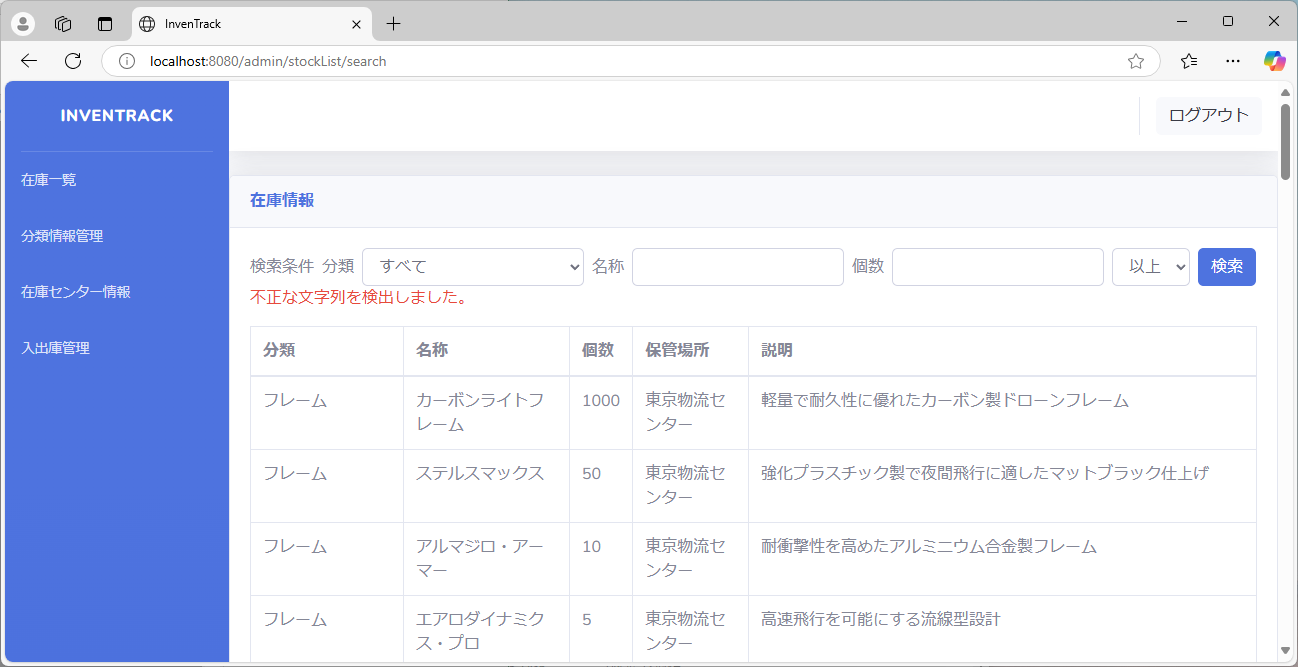 InvenTrack
localhost:8080/admin/stockList/search
INVENTRACK
ログアウト
在庫一覧
分類情報管理
在庫センター情報
入出庫管理
在庫情報
検索条件 分類 すべて 名称 個数 以上 検索
不正な文字列を検出しました。
分類 名称 個数 保管場所 説明
フレーム カーボンライトフ 1000 東京物流セ 軽量で耐久性に優れたカーボン製ドローンフレーム
レーム ンター
フレーム ステルスマックス 50 東京物流セ 強化プラスチック製で夜間飛行に適したマットブラック仕上げ
ンター
フレーム アルマジロ・アー 10 東京物流セ 耐衝撃性を高めたアルミニウム合金製フレーム
マー ンター
フレーム エアロダイナミク 5 東京物流セ 高速飛行を可能にする流線型設計
ス・プロ ンター